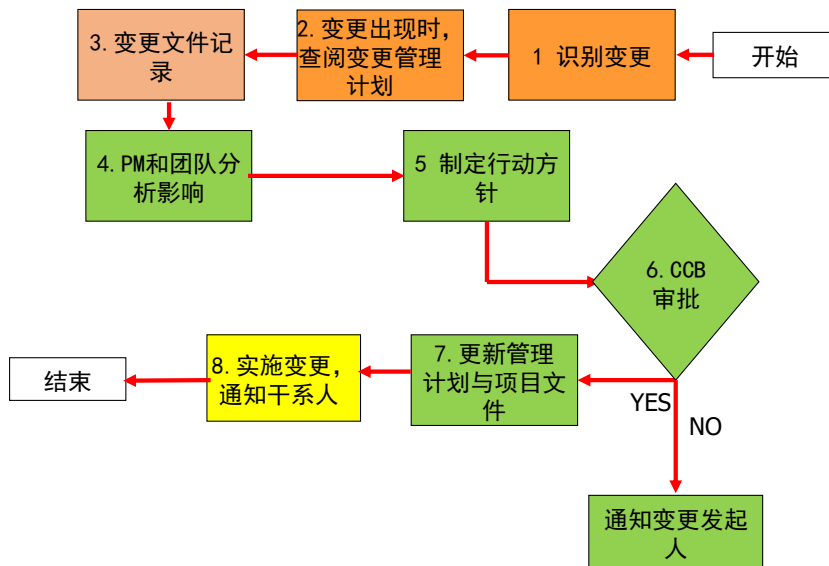 开始
1 识别变更
2.变更出现时，
查阅变更管理
计划
3.变更文件记
录
4.PM和团队分
析影响
5 制定行动方
针
6.CCB
审批
YES
NO
7.更新管理
计划与项目文
件
8.实施变更，
通知干系人
结束
通知变更发起
人